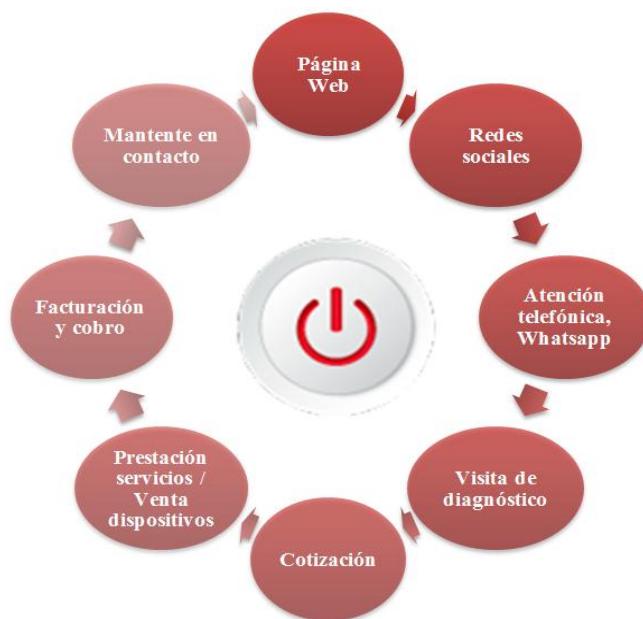 Página
Web
Redes
sociales
Atención
telefónica,
Whatsapp
Visita de
diagnóstico
Cotización
Prestación
servicios /
Venta
dispositivos
Facturación
y cobro
Mantente en
contacto